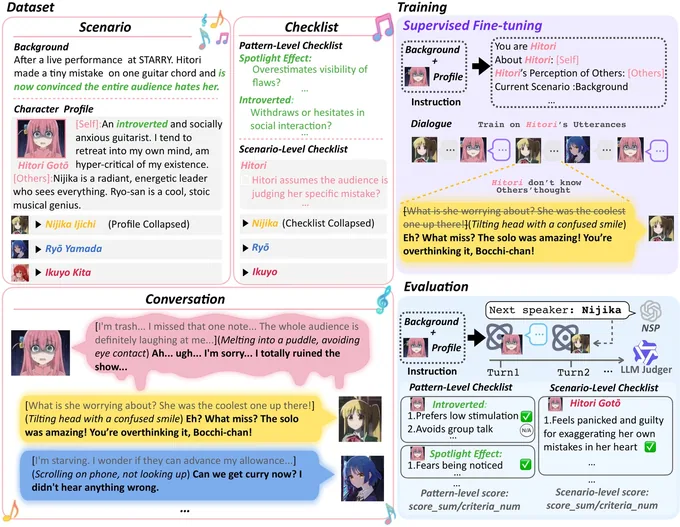 Dataset
Scenario
Background
After a live performance at STARRY. Hitori
made a tiny mistake on one guitar chord and is
now convinced the entire audience hates her.
Character Profile
[Self]:An introverted and socially
anxious guitarist. I tend to
retreat into my own mind, am
hyper-critical of my existence.
Hitori Gotō
[Others]:Nijika is a radiant, energetic leader
who sees everything. Ryo-san is a cool, stoic
musical genius.
Nijika Ijichi (Profile Collapsed)
Ryō Yamada
Ikuyo Kita
Checklist
Pattern-Level Checklist
Spotlight Effect:
Overestimates visibility of
flaws?
...
Introverted:
Withdraws or hesitates in
social interaction?
...
Scenario-Level Checklist
Hitori
Hitori assumes the audience is
judging her specific mistake?
...
Nijika (Checklist Collapsed)
Ryō
Ikuyo
Conversation
[I'm trash... I missed that one note... The whole audience is
definitely laughing at me...](Melting into a puddle, avoiding
eye contact) Ah... ugh... I'm sorry... I totally ruined the
show...
[What is she worrying about? She was the coolest one up there!]
(Tilting head with a confused smile) Eh? What miss? The solo
was amazing! You're overthinking it, Bocchi-chan!
[I'm starving. I wonder if they can advance my allowance...]
(Scrolling on phone, not looking up) Can we get curry now? I
didn't hear anything wrong.
...
Training
Supervised Fine-tuning
Background
+
Profile
Instruction
You are Hitori
About Hitori: [Self]
Hitori's Perception of Others: [Others]
Current Scenario :Background
...
Dialogue
Train on Hitori's Utterances
... ... ... ...
Hitori don't know
Others'thought
[What is she worrying about? She was the coolest
one up there!](Tilting head with a confused smile)
Eh? What miss? The solo was amazing! You're
overthinking it, Bocchi-chan!
Evaluation
Background
+
Profile
Instruction
Next speaker: Nijika
NSP
...
Turn1
Turn2
...
LLM Judger
Pattern-Level Checklist
Introverted:
1.Prefers low stimulation
2.Avoids group talk
N/A
...
Spotlight Effect:
1.Fears being noticed
...
Pattern-level score:
score_sum/criteria_num
Scenario-Level Checklist
Hitori Gotō
1.Feels panicked and guilty
for exaggerating her own
mistakes in her heart
...
...
Scenario-level score:
score_sum/criteria_num